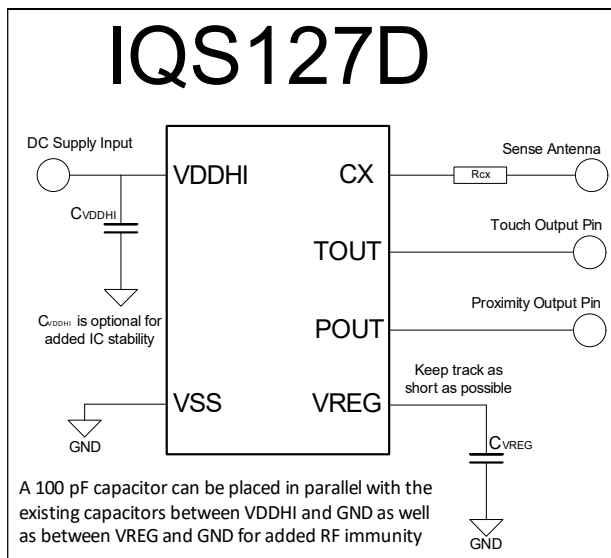 IQS127D
DC Supply Input
Sense Antenna
VDDHI
CX
Rcx
CVDDHI
Touch Output Pin
TOUT
Proximity Output Pin
POUT
CVDDHI is optional for
added IC stability
Keep track as
short as possible
VSS
VREG
GND
CVREG
A 100 pF capacitor can be placed in parallel with the
existing capacitors between VDDHI and GND as well
as between VREG and GND for added RF immunity
GND